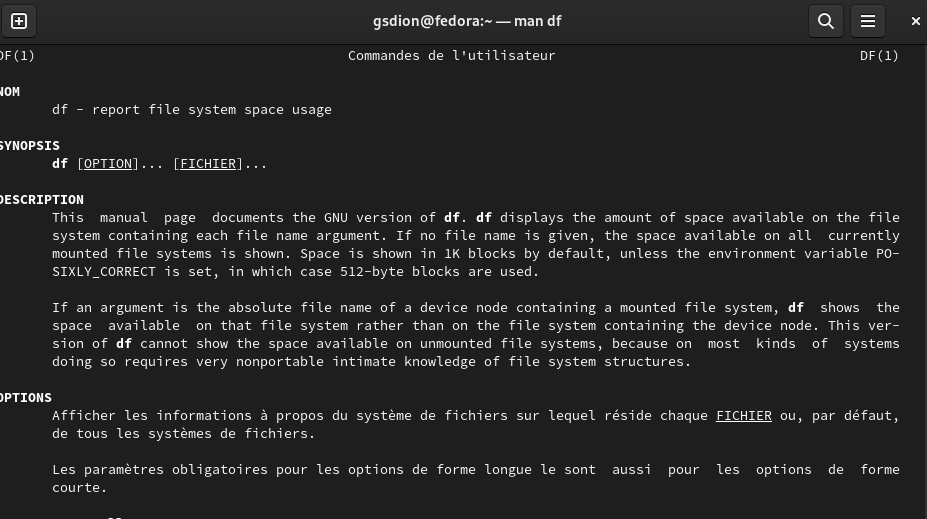 gsdion@fedora:~ — man df
DF(1) Commandes de l'utilisateur DF(1)
NOM
df - report file system space usage
SYNOPSIS
df [OPTION]... [FICHIER]...
DESCRIPTION
This manual page documents the GNU version of df. df displays the amount of space available on the file
system containing each file name argument. If no file name is given, the space available on all currently
mounted file systems is shown. Space is shown in 1K blocks by default, unless the environment variable PO-
SIXLY_CORRECT is set, in which case 512-byte blocks are used.
If an argument is the absolute file name of a device node containing a mounted file system, df shows the
space available on that file system rather than on the file system containing the device node. This ver-
sion of df cannot show the space available on unmounted file systems, because on most kinds of systems
doing so requires very nonportable intimate knowledge of file system structures.
OPTIONS
Afficher les informations à propos du système de fichiers sur lequel réside chaque FICHIER ou, par défaut,
de tous les systèmes de fichiers.
Les paramètres obligatoires pour les options de forme longue le sont aussi pour les options de forme
courte.